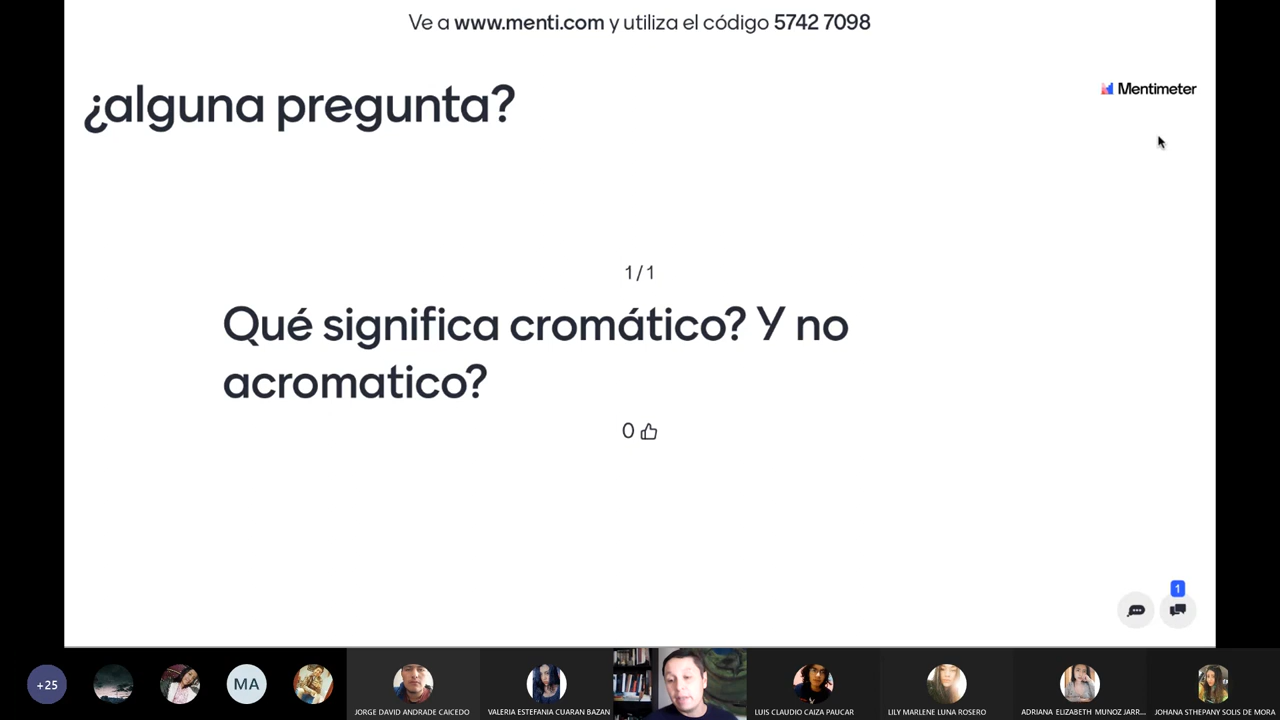 Ve a www.menti.com y utiliza el código 5742 7098
¿alguna pregunta?
Mentimeter
1 / 1
Qué significa cromático? Y no
acromatico?
0
1
+25
MA
JORGE DAVID ANDRADE CAICEDO
VALERIA ESTEFANIA CUARAN BAZAN
LUIS CLAUDIO CAIZA PAUCAR
LILY MARLENE LUNA ROSERO
ADRIANA ELIZABETH MUNOZ JARR...
JOHANA STHEPANY SOLIS DE MORA